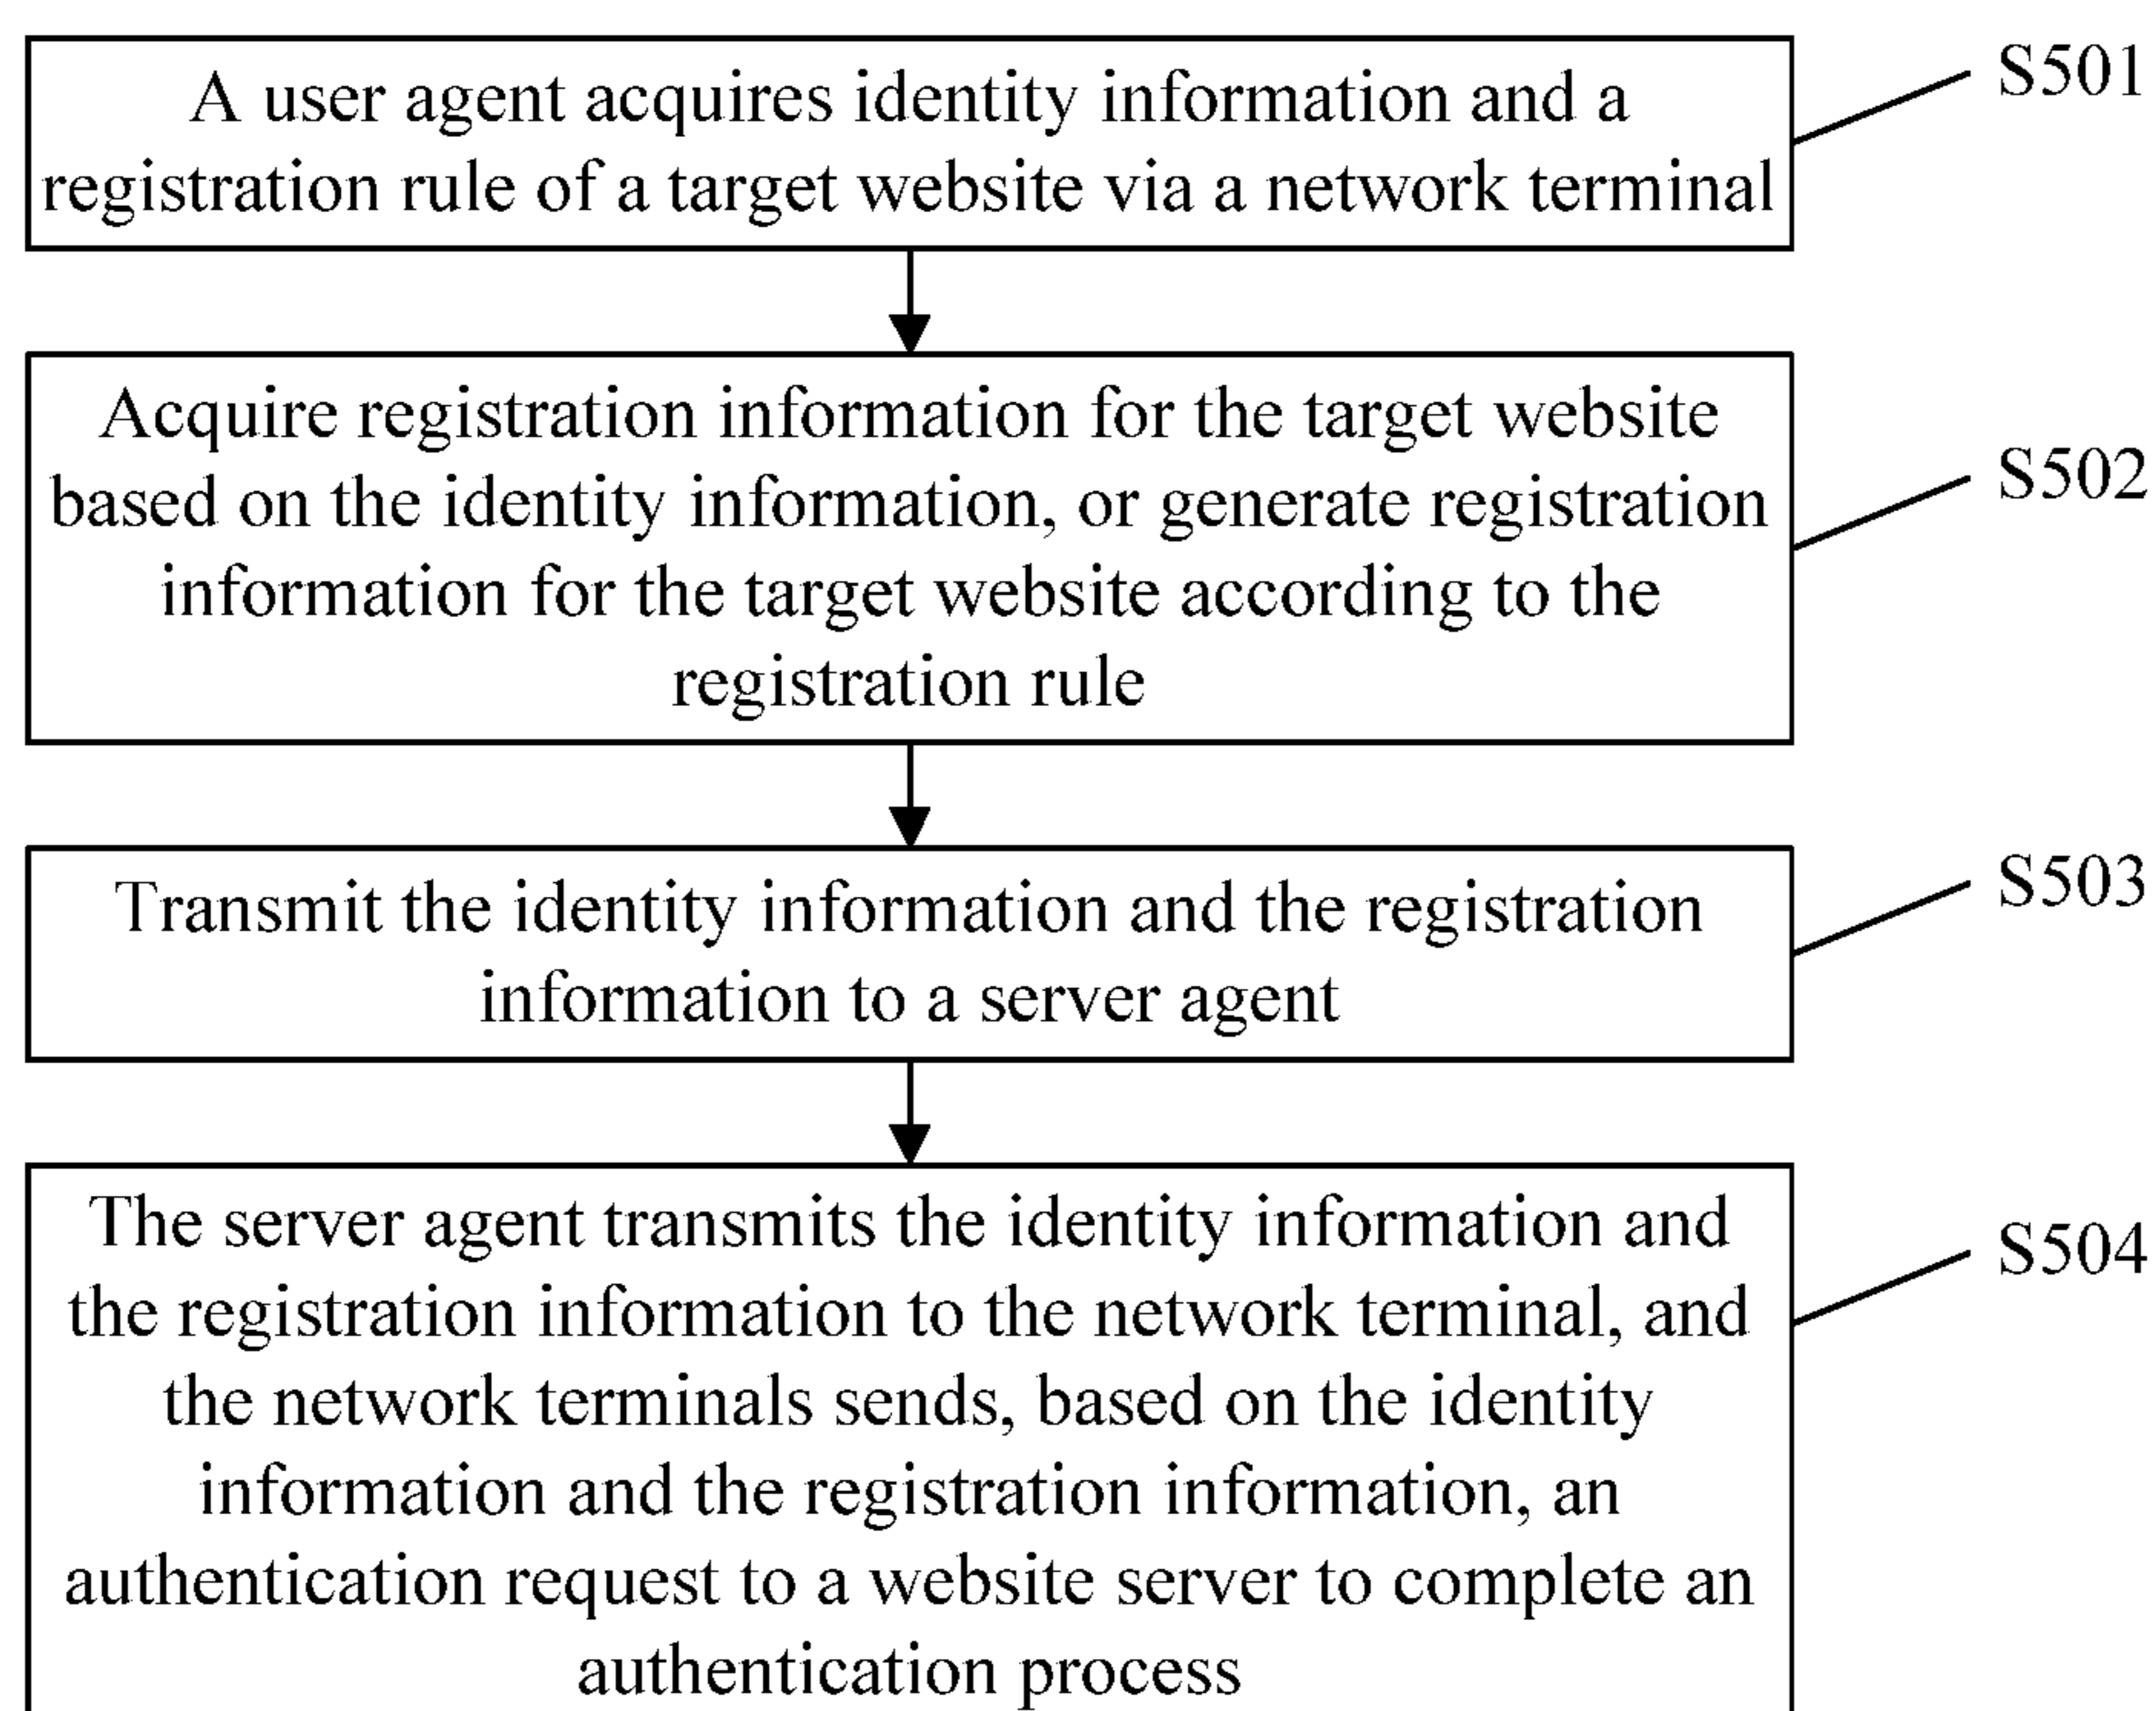 A user agent acquires identity information and a
registration rule of a target website via a network terminal
S501
Acquire registration information for the target website
based on the identity information, or generate registration
information for the target website according to the
registration rule
S502
Transmit the identity information and the registration
information to a server agent
S503
The server agent transmits the identity information and
the registration information to the network terminal, and
the network terminals sends, based on the identity
information and the registration information, an
authentication request to a website server to complete an
authentication process
S504